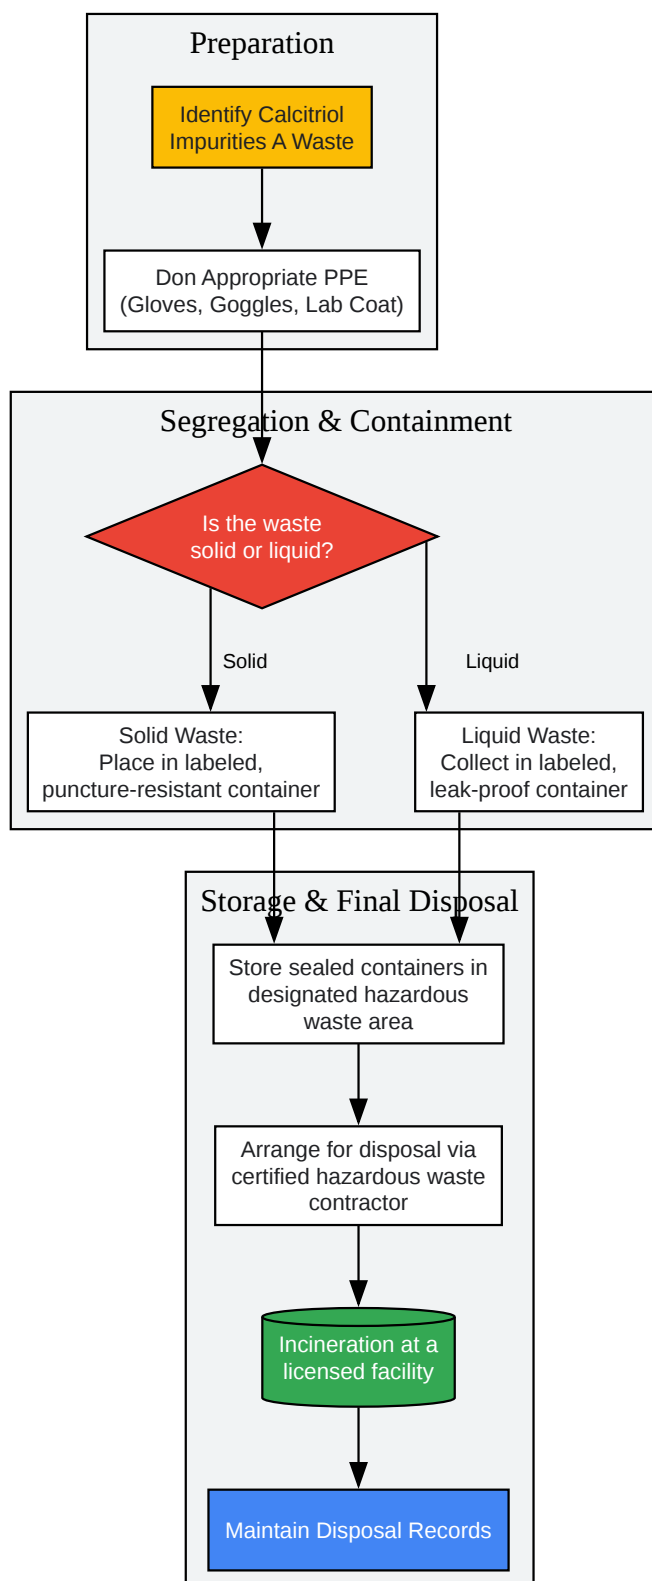 Preparation
Identify Calcitriol
Impurities A Waste
Don Appropriate PPE
(Gloves, Goggles, Lab Coat)
Segregation & Containment
Is the waste
solid or liquid?
Solid
Liquid
Solid Waste:
Place in labeled,
puncture-resistant container
Liquid Waste:
Collect in labeled,
leak-proof container
Storage & Final Disposal
Store sealed containers in
designated hazardous
waste area
Arrange for disposal via
certified hazardous waste
contractor
Incineration at a
licensed facility
Maintain Disposal Records